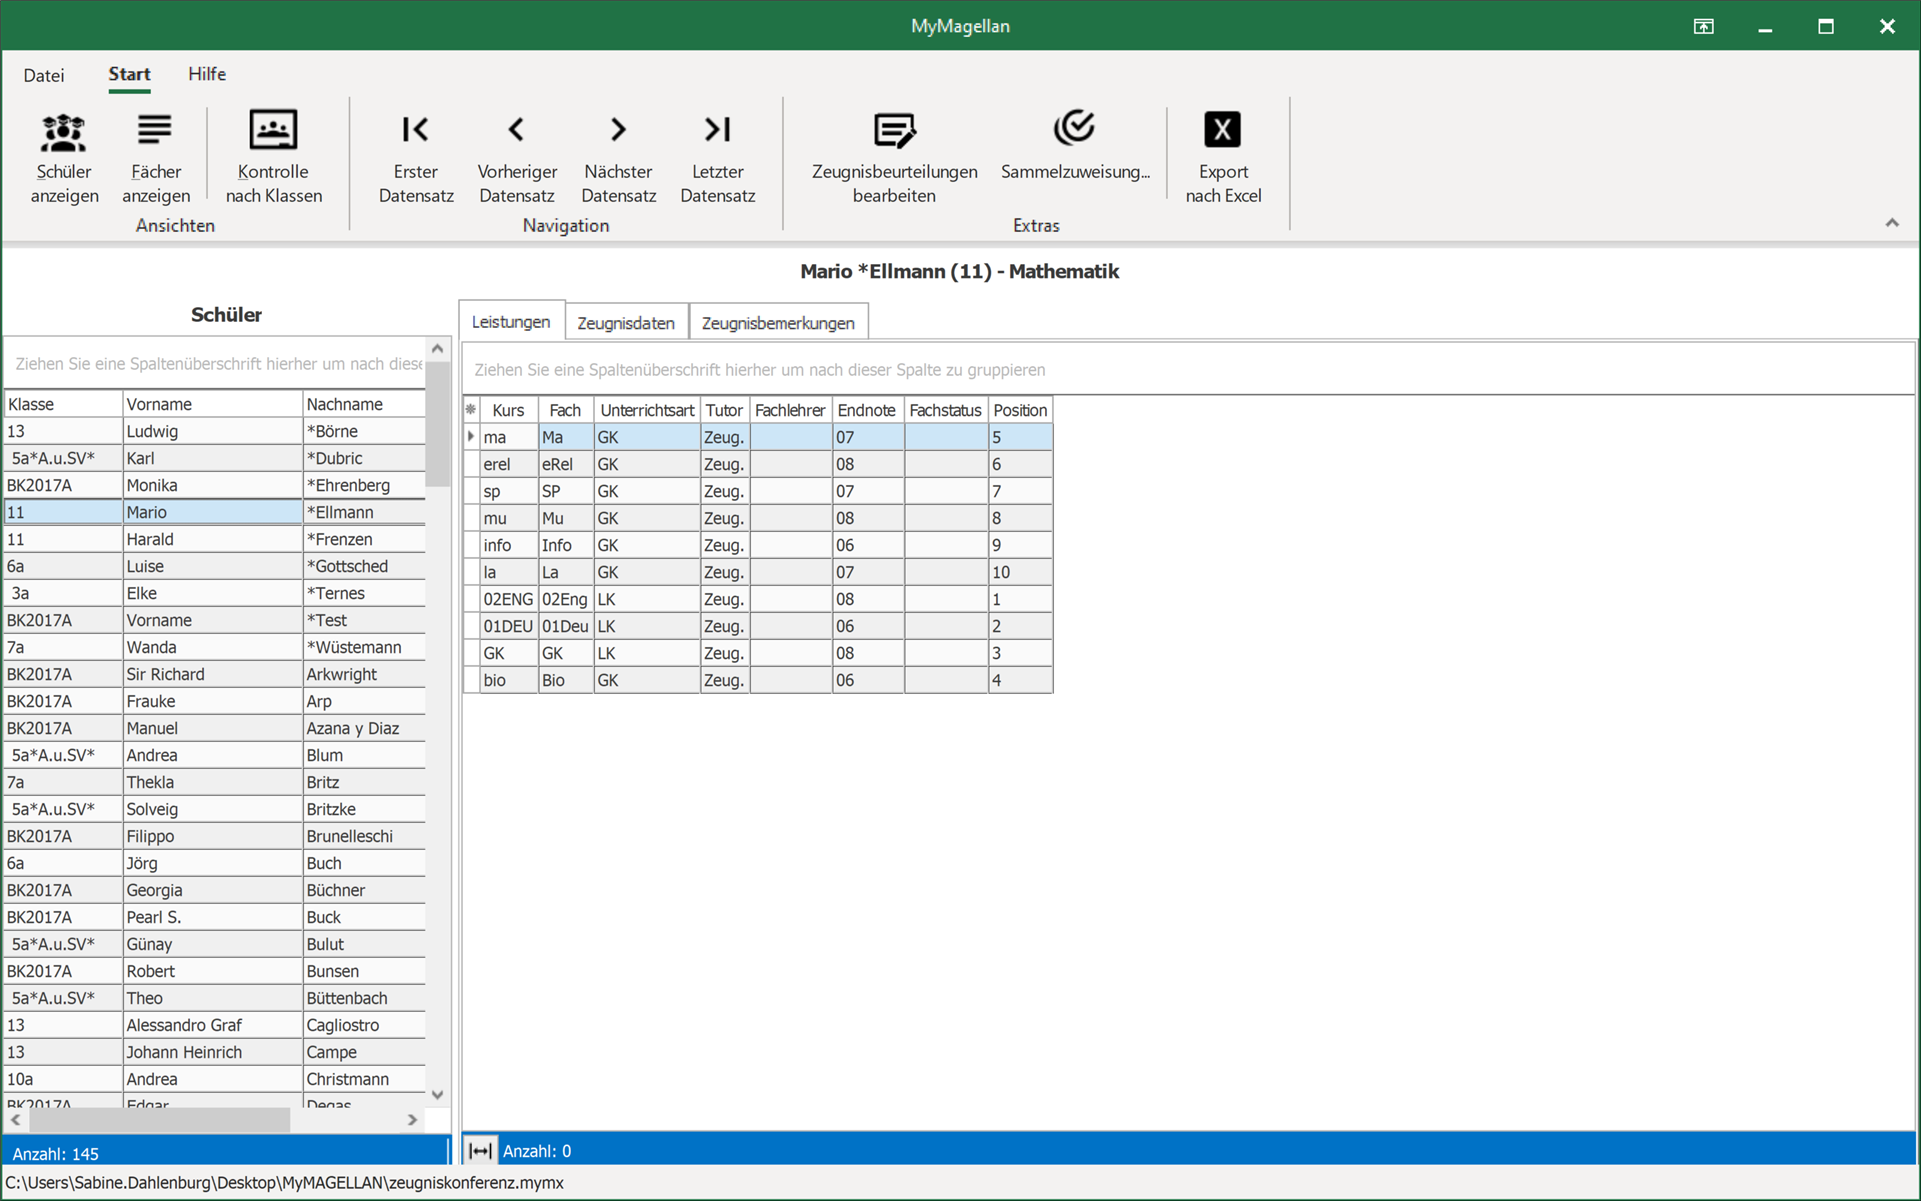 MyMagellan
Datei Start Hilfe
Schüler anzeigen
Fächer anzeigen
Kontrolle nach Klassen
Ansichten
Erster Datensatz
Vorheriger Datensatz
Nächster Datensatz
Letzter Datensatz
Navigation
Zeugnisbeurteilungen bearbeiten
Sammelzuweisung...
Export nach Excel
Extras
Mario *Ellmann (11) - Mathematik
Schüler
Ziehen Sie eine Spaltenüberschrift hierher um nach diese
Klasse Vorname Nachname
13 Ludwig *Börne
5a*A.u.SV* Karl *Dubric
BK2017A Monika *Ehrenberg
11 Mario *Ellmann
11 Harald *Frenzen
6a Luise *Gottsched
3a Elke *Ternes
BK2017A Vorname *Test
7a Wanda *Wüstemann
BK2017A Sir Richard Arkwright
BK2017A Frauke Arp
BK2017A Manuel Azana y Diaz
5a*A.u.SV* Andrea Blum
7a Thekla Britz
5a*A.u.SV* Solveig Britzke
BK2017A Filippo Brunelleschi
6a Jörg Buch
BK2017A Georgia Büchner
BK2017A Pearl S. Buck
5a*A.u.SV* Günay Bulut
BK2017A Robert Bunsen
5a*A.u.SV* Theo Büttenbach
13 Alessandro Graf Cagliostro
13 Johann Heinrich Campe
10a Andrea Christmann
BK2017A Edgar Degas
Anzahl: 145
Leistungen Zeugnisdaten Zeugnisbemerkungen
Ziehen Sie eine Spaltenüberschrift hierher um nach dieser Spalte zu gruppieren
Kurs Fach Unterrichtsart Tutor Fachlehrer Endnote Fachstatus Position
ma Ma GK Zeug. 07 5
erel eRel GK Zeug. 08 6
sp SP GK Zeug. 07 7
mu Mu GK Zeug. 08 8
info Info GK Zeug. 06 9
la La GK Zeug. 07 10
02ENG 02Eng LK Zeug. 08 1
01DEU 01Deu LK Zeug. 06 2
GK GK LK Zeug. 08 3
bio Bio GK Zeug. 06 4
Anzahl: 0
C:\Users\Sabine.Dahlenburg\Desktop\MyMAGELLAN\zeugniskonferenz.mymx